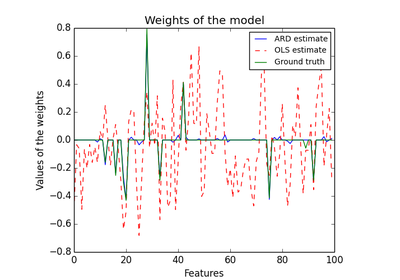 Weights of the model
ARD estimate
OLS estimate
Ground truth
Values of the weights
0.8
0.6
0.4
0.2
0.0
−0.2
−0.4
−0.6
−0.8
0
20
40
60
80
100
Features